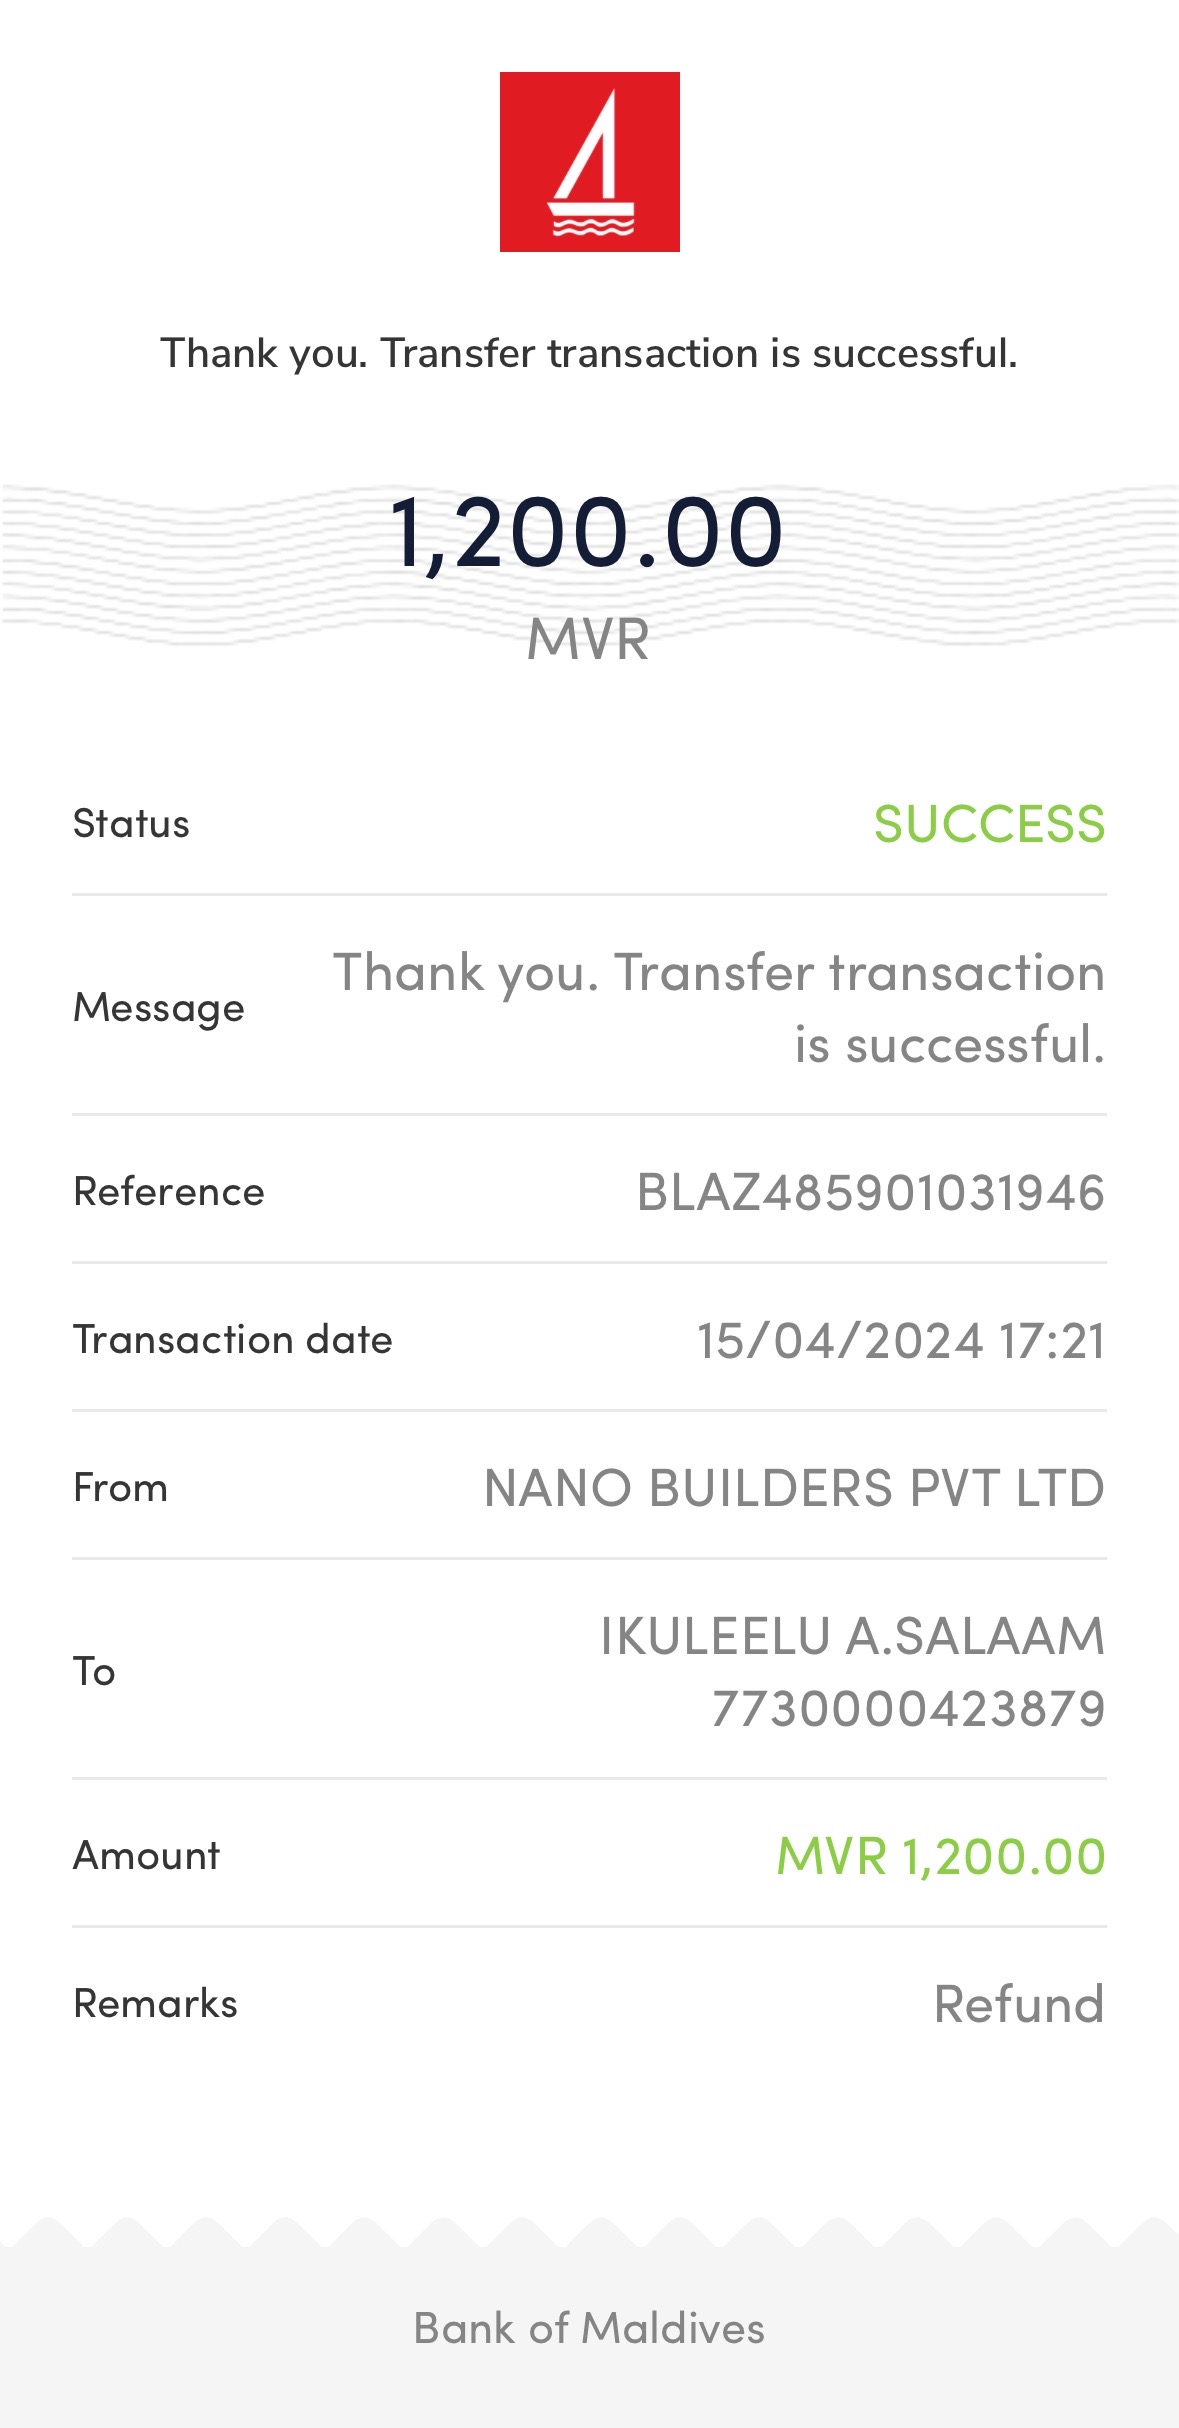 Thank you. Transfer transaction is successful.
1,200.00
MVR
Status SUCCESS
Message Thank you. Transfer transaction
is successful.
Reference BLAZ485901031946
Transaction date 15/04/2024 17:21
From NANO BUILDERS PVT LTD
To IKULEELU A.SALAAM
7730000423879
Amount MVR 1,200.00
Remarks Refund
Bank of Maldives